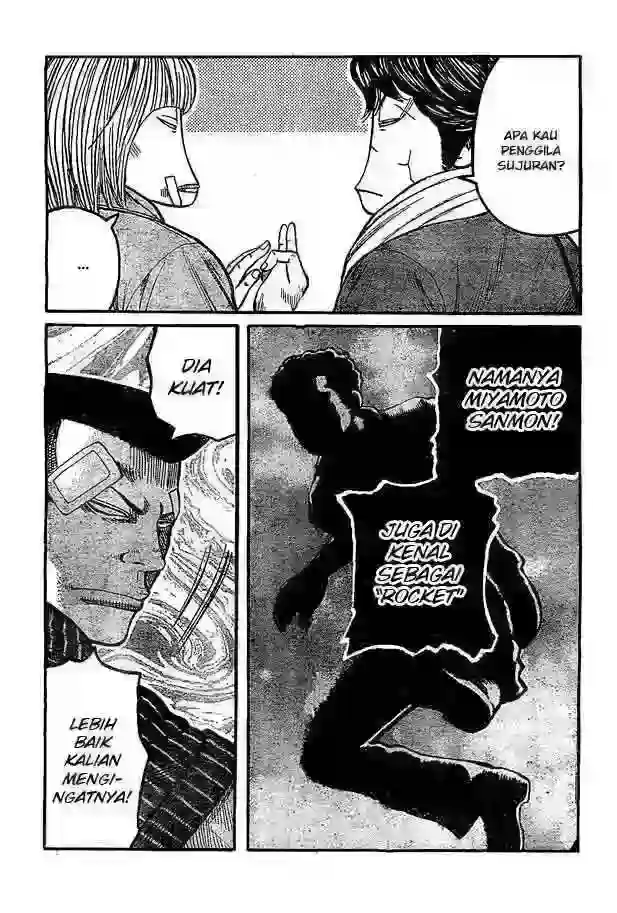 APA KAU
PENGGILA
SUJURAN?
...
NAMANYA
MIYAMOTO
SANMON!
JUGA DI
KENAL
SEBAGAI
"ROCKET"
DIA
KUAT!
LEBIH
BAIK
KALIAN
MENGI-
NGATNYA!